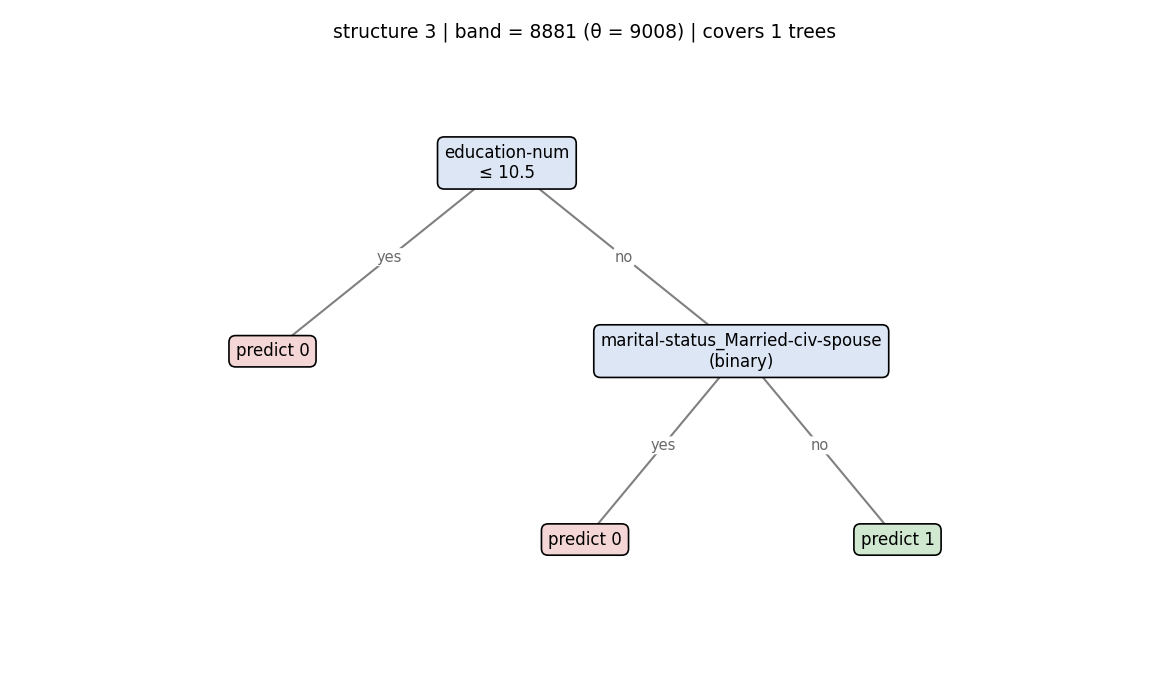 structure 3 | band = 8881 (θ = 9008) | covers 1 trees
education-num
≤ 10.5
yes
no
predict 0
marital-status_Married-civ-spouse
(binary)
yes
no
predict 0
predict 1